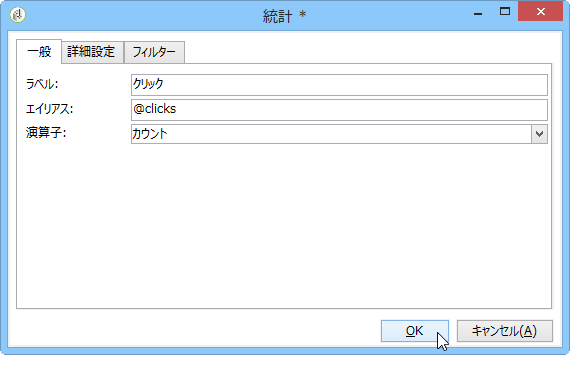 統計 *
一般 詳細設定 フィルター
ラベル: クリック
エイリアス: @clicks
演算子: カウント
OK キャンセル(A)